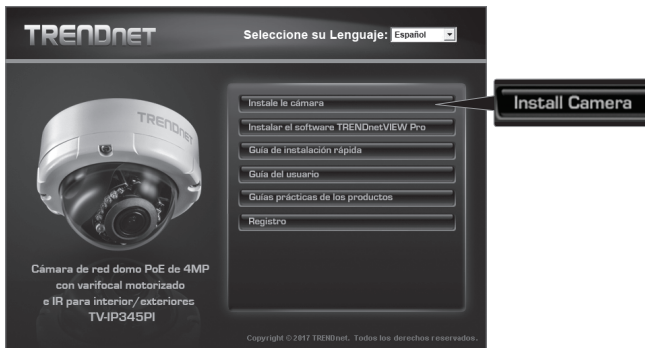 TRENDNET
Seleccione su Lenguaje: Español
Instale le cámara
Install Camera
Instalar el software TRENDnetVIEW Pro
Guía de instalación rápida
Guía del usuario
Guías prácticas de los productos
Registro
TRENDNET
Cámara de red domo PoE de 4MP
con varifocal motorizado
e IR para interior/exteriores
TV-IP345PI
Copyright © 2017 TRENDnet. Todos los derechos reservados.